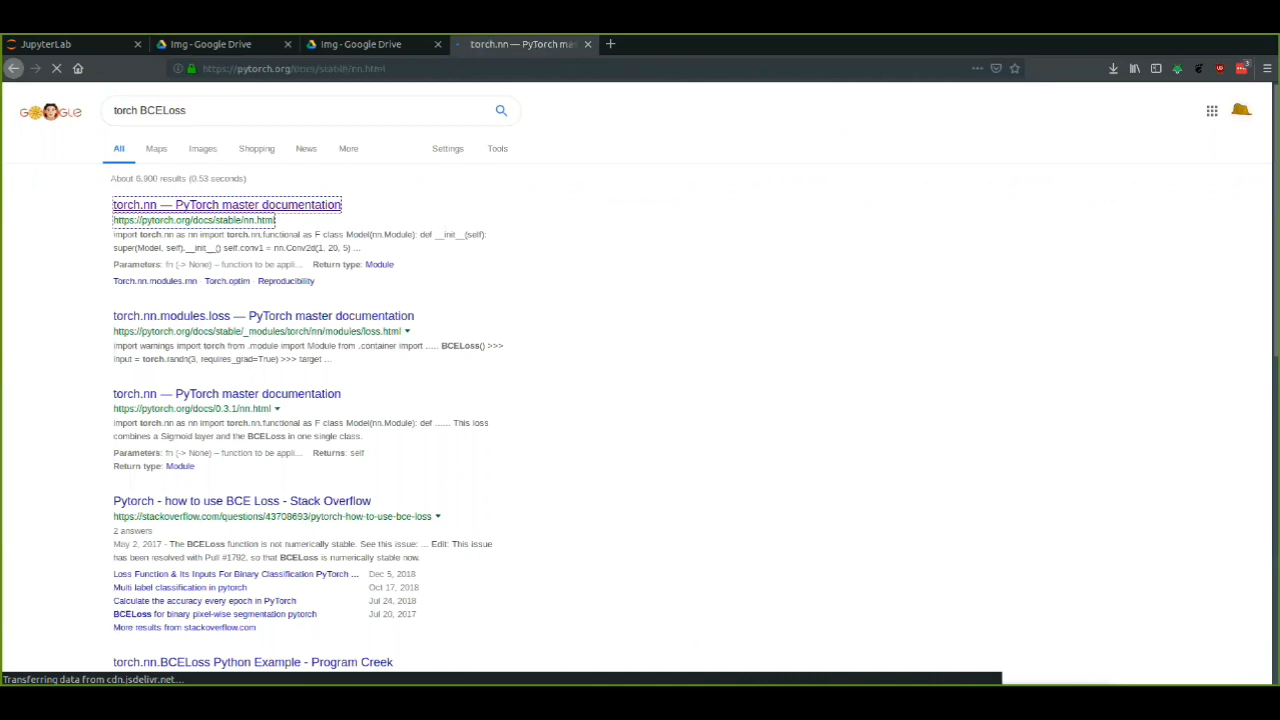 JupyterLab
Img - Google Drive
Img - Google Drive
torch.nn — PyTorch mas
https://pytorch.org/docs/stable/nn.html
3
GOOGLE
torch BCELoss
All Maps Images Shopping News More Settings Tools
About 6,900 results (0.53 seconds)
torch.nn — PyTorch master documentation
https://pytorch.org/docs/stable/nn.html
import torch.nn as nn import torch.nn.functional as F class Model(nn.Module): def __init__(self):
super(Model, self).__init__() self.conv1 = nn.Conv2d(1, 20, 5) ...
Parameters: fn (-> None) – function to be appli... Return type: Module
Torch.nn.modules.rnn · Torch.optim · Reproducibility
torch.nn.modules.loss — PyTorch master documentation
https://pytorch.org/docs/stable/_modules/torch/nn/modules/loss.html
import warnings import torch from .module import Module from .container import ..... BCELoss() >>>
input = torch.randn(3, requires_grad=True) >>> target ...
torch.nn — PyTorch master documentation
https://pytorch.org/docs/0.3.1/nn.html
import torch.nn as nn import torch.nn.functional as F class Model(nn.Module): def ...... This loss
combines a Sigmoid layer and the BCELoss in one single class.
Parameters: fn (-> None) – function to be appli... Returns: self
Return type: Module
Pytorch - how to use BCE Loss - Stack Overflow
https://stackoverflow.com/questions/43708693/pytorch-how-to-use-bce-loss
2 answers
May 2, 2017 - The BCELoss function is not numerically stable. See this issue: ... Edit: This issue
has been resolved with Pull #1792, so that BCELoss is numerically stable now.
Loss Function & Its Inputs For Binary Classification PyTorch ... Dec 5, 2018
Multi label classification in pytorch Oct 17, 2018
Calculate the accuracy every epoch in PyTorch Jul 24, 2018
BCELoss for binary pixel-wise segmentation pytorch Jul 20, 2017
More results from stackoverflow.com
torch.nn.BCELoss Python Example - Program Creek
Transferring data from cdn.jsdelivr.net...